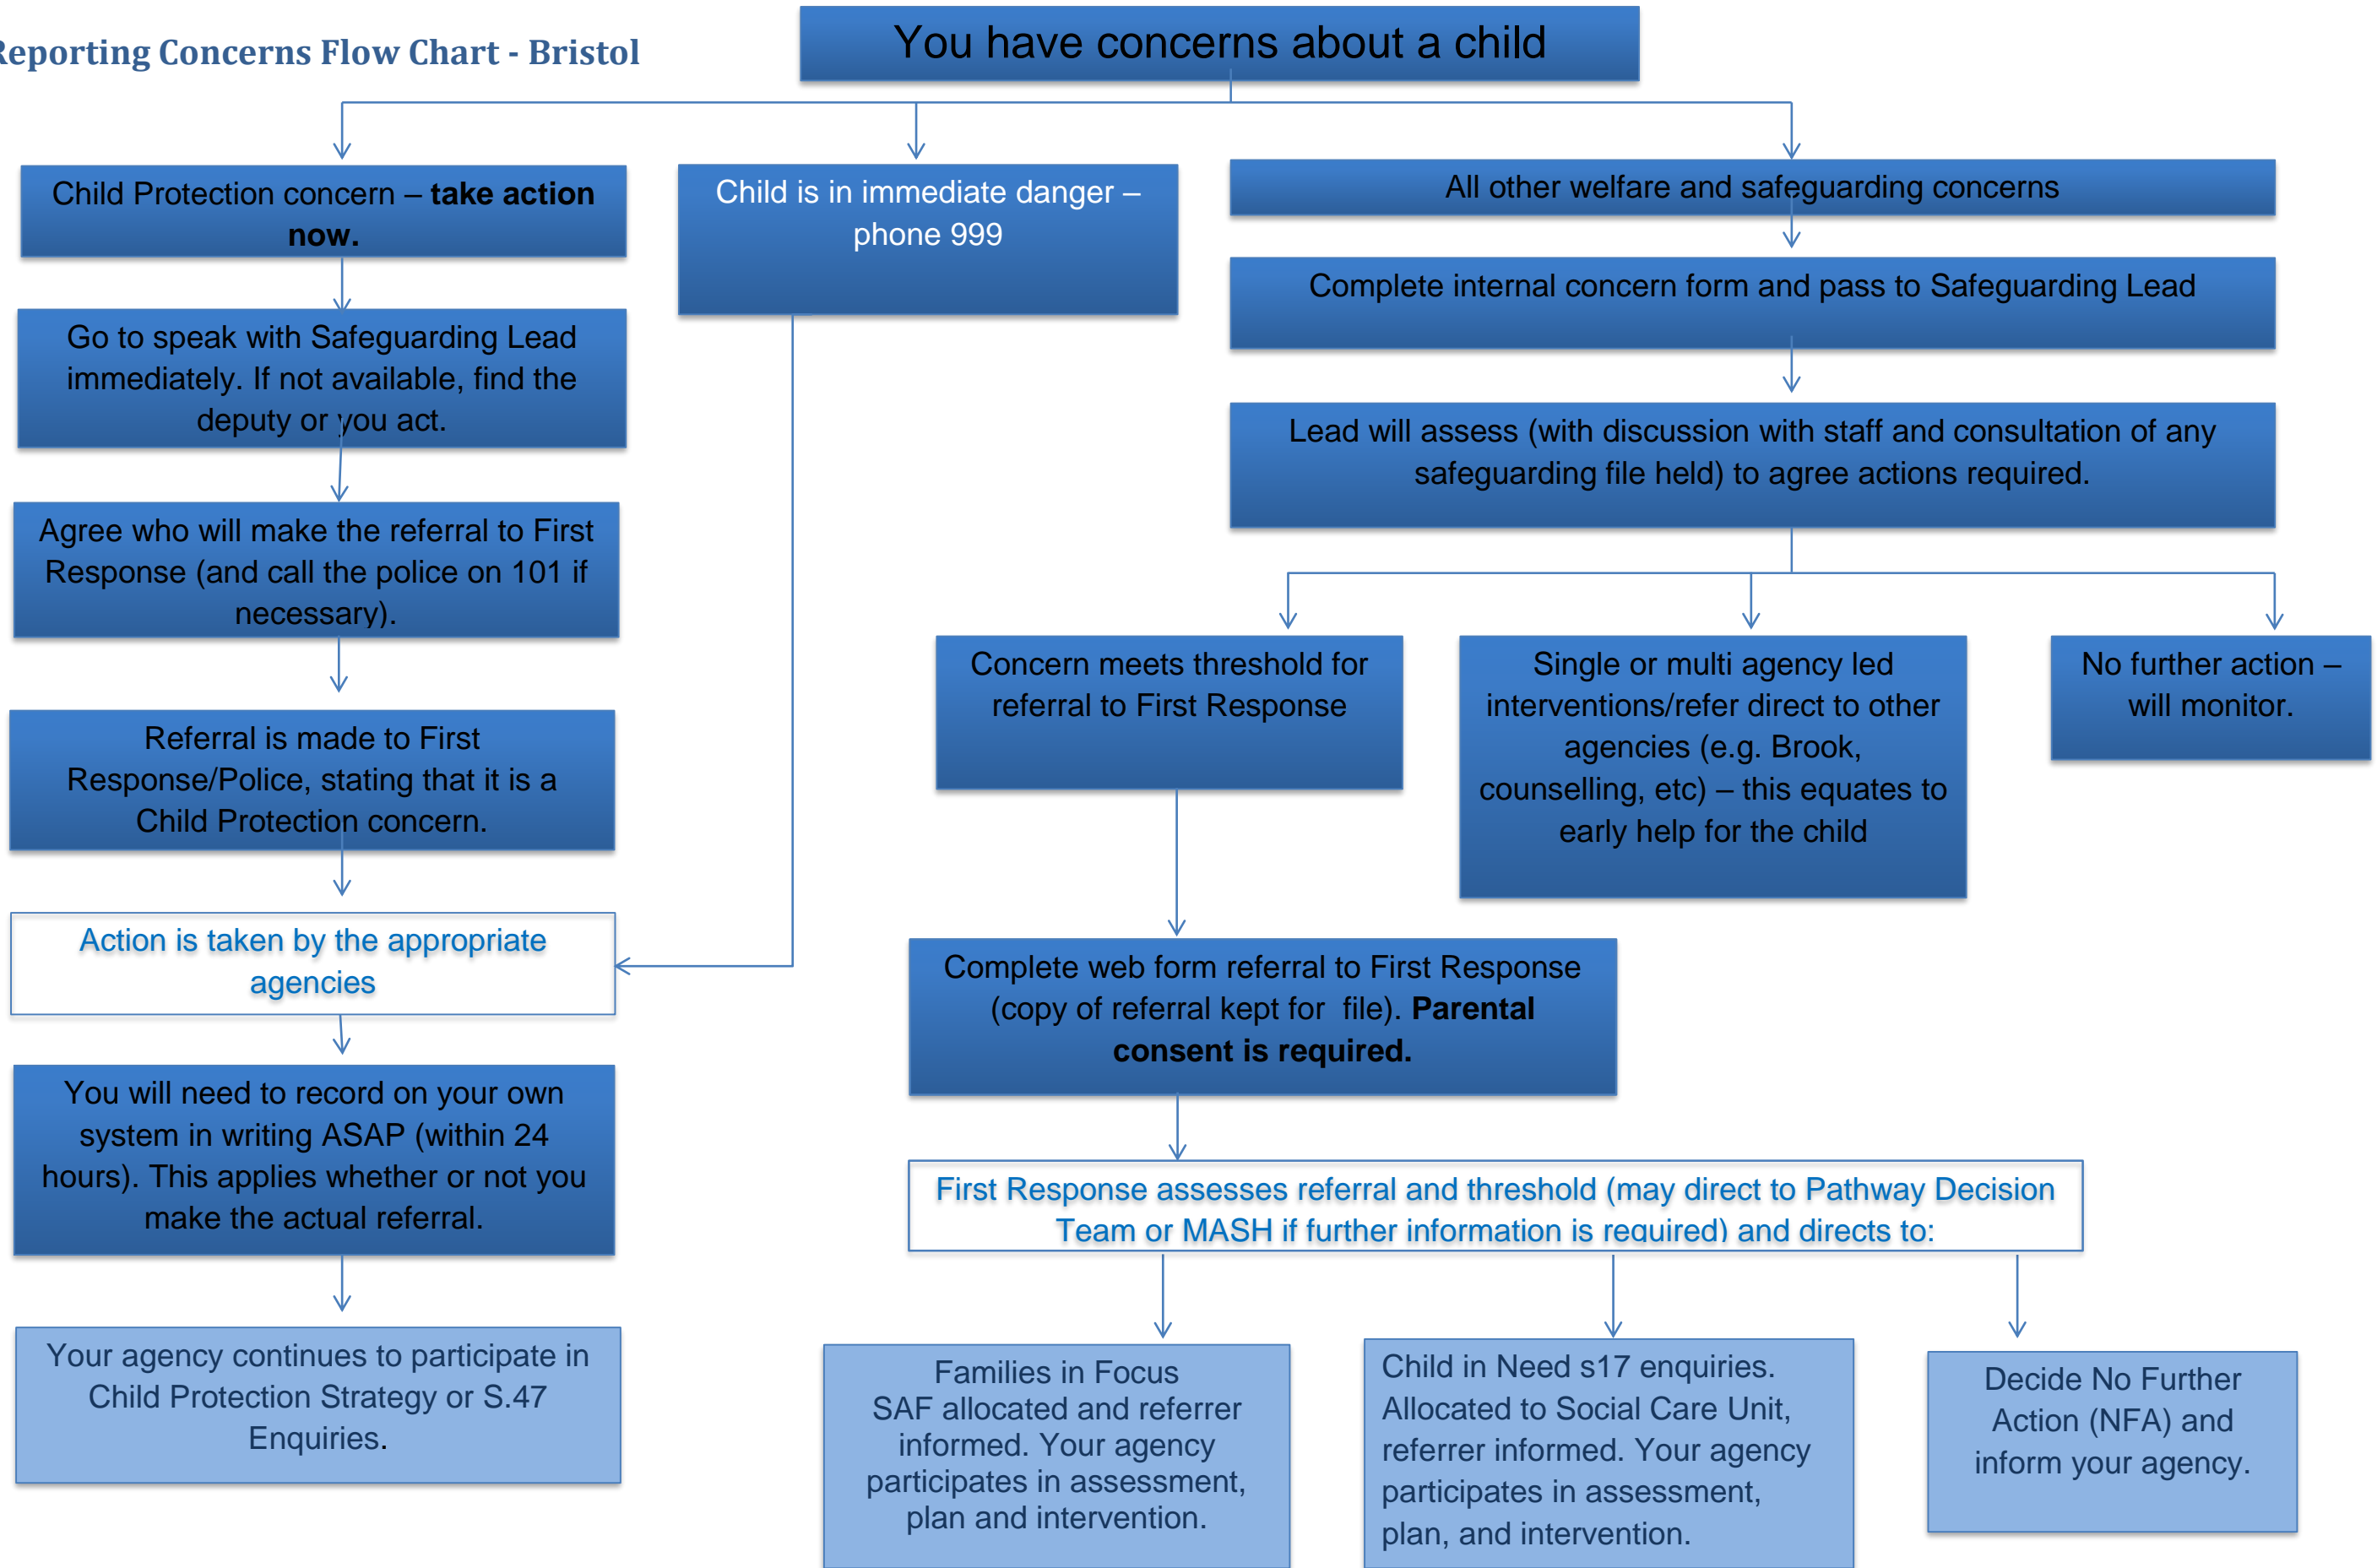 Reporting Concerns Flow Chart - Bristol
You have concerns about a child
Child Protection concern – take action
now.
Go to speak with Safeguarding Lead
immediately. If not available, find the
deputy or you act.
Agree who will make the referral to First
Response (and call the police on 101 if
necessary).
Referral is made to First
Response/Police, stating that it is a
Child Protection concern.
Action is taken by the appropriate
agencies
You will need to record on your own
system in writing ASAP (within 24
hours). This applies whether or not you
make the actual referral.
Your agency continues to participate in
Child Protection Strategy or S.47
Enquiries.
Child is in immediate danger –
phone 999
All other welfare and safeguarding concerns
Complete internal concern form and pass to Safeguarding Lead
Lead will assess (with discussion with staff and consultation of any
safeguarding file held) to agree actions required.
Concern meets threshold for
referral to First Response
Single or multi agency led
interventions/refer direct to other
agencies (e.g. Brook,
counselling, etc) – this equates to
early help for the child
No further action –
will monitor.
Complete web form referral to First Response
(copy of referral kept for file). Parental
consent is required.
First Response assesses referral and threshold (may direct to Pathway Decision
Team or MASH if further information is required) and directs to:
Families in Focus
SAF allocated and referrer
informed. Your agency
participates in assessment,
plan and intervention.
Child in Need s17 enquiries.
Allocated to Social Care Unit,
referrer informed. Your agency
participates in assessment,
plan, and intervention.
Decide No Further
Action (NFA) and
inform your agency.